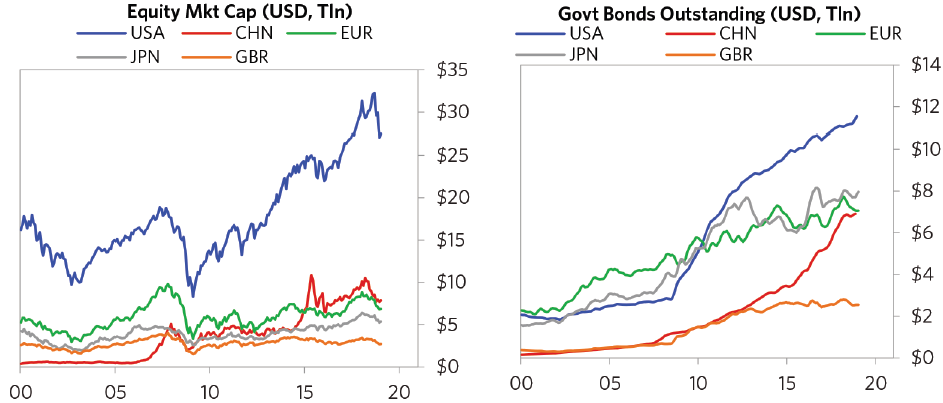 Equity Mkt Cap (USD, Tln)
USA CHN EUR
JPN GBR
$35
$30
$25
$20
$15
$10
$5
$0
00 05 10 15 20
Govt Bonds Outstanding (USD, Tln)
USA CHN EUR
JPN GBR
$14
$12
$10
$8
$6
$4
$2
$0
00 05 10 15 20